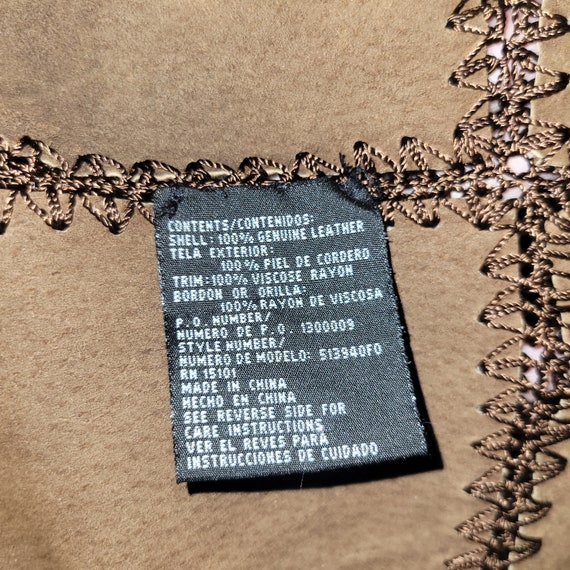 CONTENTS/CONTENIDOS:
SHELL: 100% GENUINE LEATHER
TELA EXTERIOR:
100% PIEL DE CORDERO
TRIM: 100% VISCOSE RAYON
BORDON OR ORILLA:
100% RAYON DE VISCOSA
P.O. NUMBER/
NUMERO DE P.O. 1300009
STYLE NUMBER/
NUMERO DE MODELO: 513940F0
RN 15101
MADE IN CHINA
HECHO EN CHINA
SEE REVERSE SIDE FOR
CARE INSTRUCTIONS
VER EL REVES PARA
INSTRUCCIONES DE CUIDADO